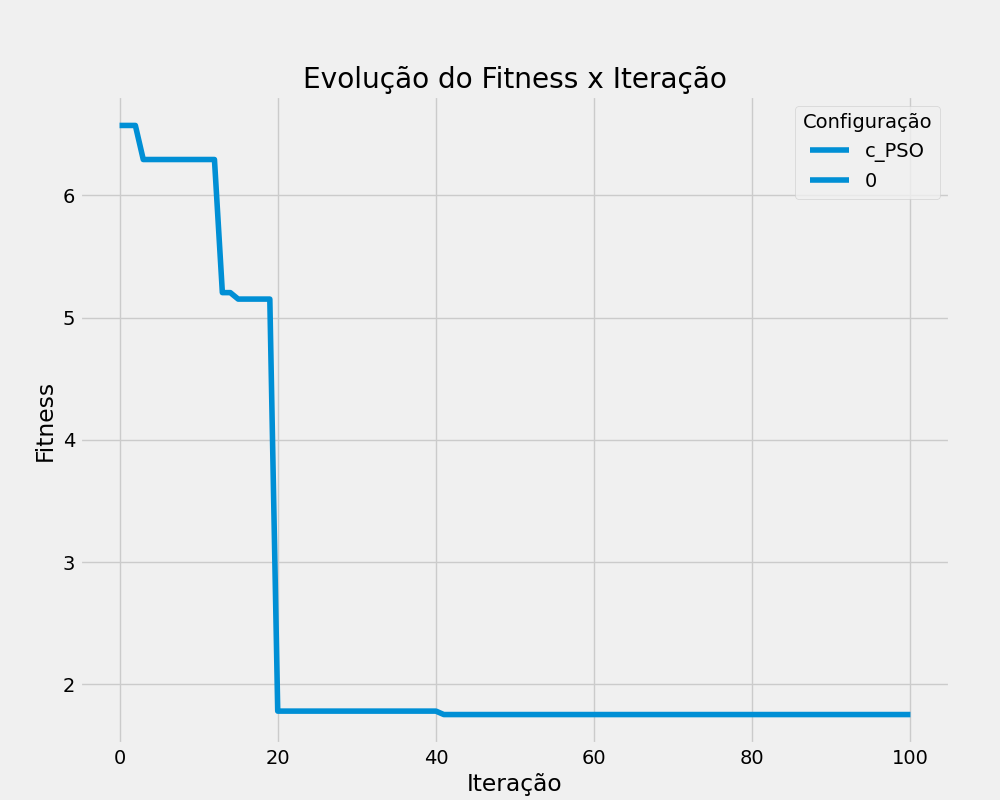 Evolução do Fitness x Iteração
Configuração
c_PSO
0
Fitness
6
5
4
3
2
0 20 40 60 80 100
Iteração